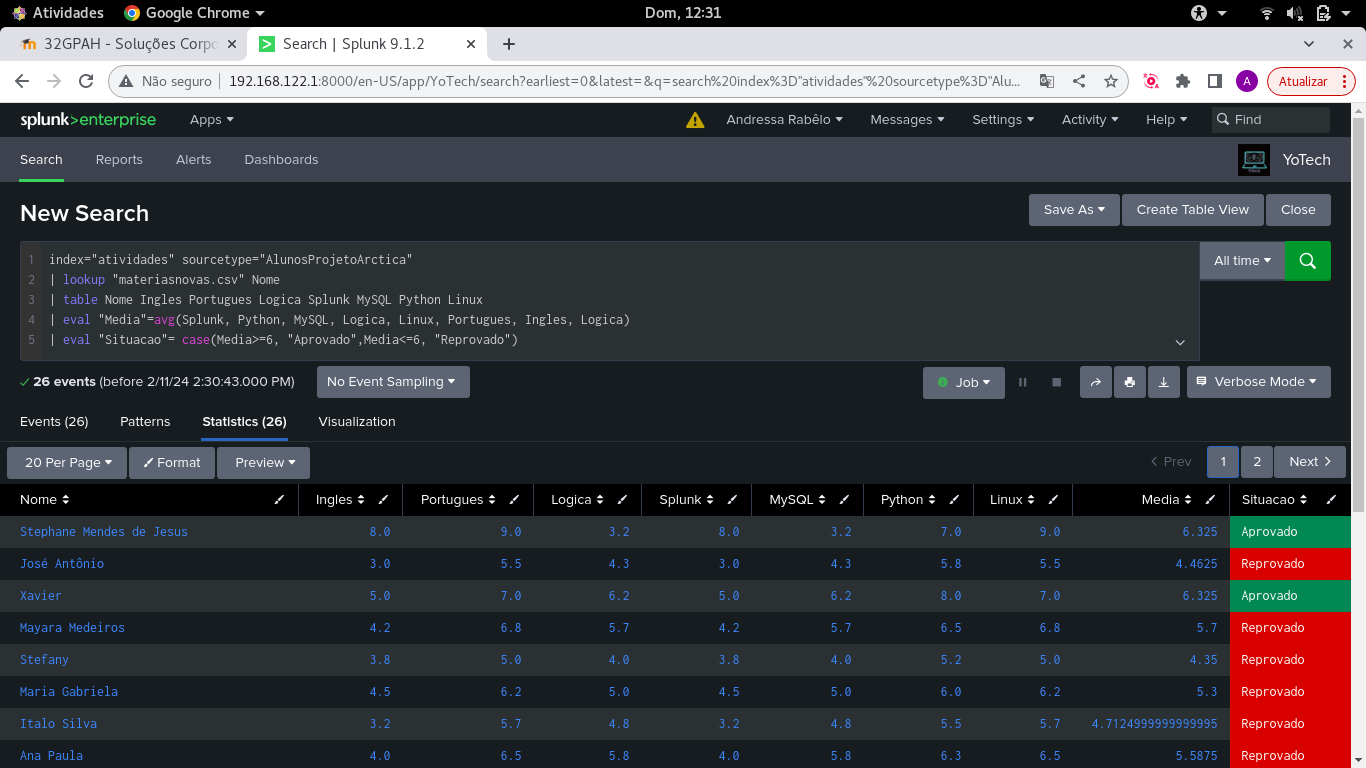 Atividades Google Chrome Dom, 12:31
32GPAH - Soluções Corpo Search | Splunk 9.1.2
Não seguro 192.168.122.1:8000/en-US/app/YoTech/search?earliest=0&latest=&q=search%20index%3D"atividades"%20sourcetype%3D"Alu... A Atualizar
splunk>enterprise Apps Andressa Rabêlo Messages Settings Activity Help Find
Search Reports Alerts Dashboards YoTech
New Search Save As Create Table View Close
1 index="atividades" sourcetype="AlunosProjetoArctica" All time
2 | lookup "materiasnovas.csv" Nome
3 | table Nome Ingles Portugues Logica Splunk MySQL Python Linux
4 | eval "Media"=avg(Splunk, Python, MySQL, Logica, Linux, Portugues, Ingles, Logica)
5 | eval "Situacao"= case(Media>=6, "Aprovado",Media<=6, "Reprovado")
26 events (before 2/11/24 2:30:43.000 PM) No Event Sampling Job Verbose Mode
Events (26) Patterns Statistics (26) Visualization
20 Per Page Format Preview Prev 1 2 Next
Nome Ingles Portugues Logica Splunk MySQL Python Linux Media Situacao
Stephane Mendes de Jesus 8.0 9.0 3.2 8.0 3.2 7.0 9.0 6.325 Aprovado
José Antônio 3.0 5.5 4.3 3.0 4.3 5.8 5.5 4.4625 Reprovado
Xavier 5.0 7.0 6.2 5.0 6.2 8.0 7.0 6.325 Aprovado
Mayara Medeiros 4.2 6.8 5.7 4.2 5.7 6.5 6.8 5.7 Reprovado
Stefany 3.8 5.0 4.0 3.8 4.0 5.2 5.0 4.35 Reprovado
Maria Gabriela 4.5 6.2 5.0 4.5 5.0 6.0 6.2 5.3 Reprovado
Italo Silva 3.2 5.7 4.8 3.2 4.8 5.5 5.7 4.7124999999999995 Reprovado
Ana Paula 4.0 6.5 5.8 4.0 5.8 6.3 6.5 5.5875 Reprovado